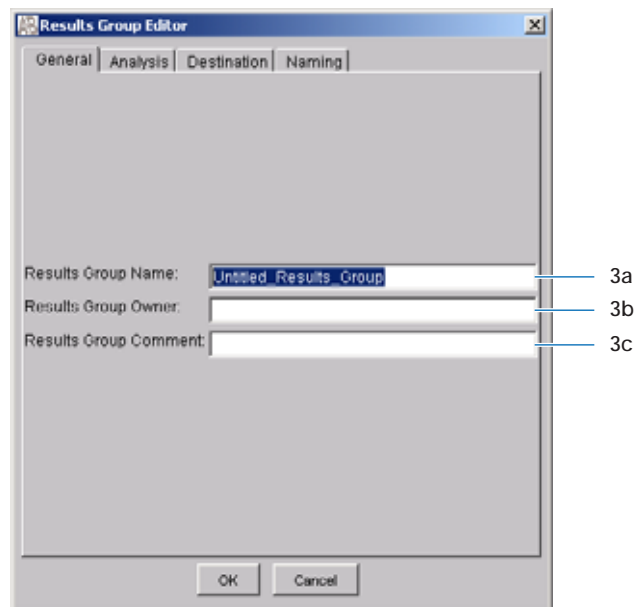 Results Group Editor
General Analysis Destination Naming
Results Group Name: Untitled_Results_Group 3a
Results Group Owner: 3b
Results Group Comment: 3c
OK Cancel